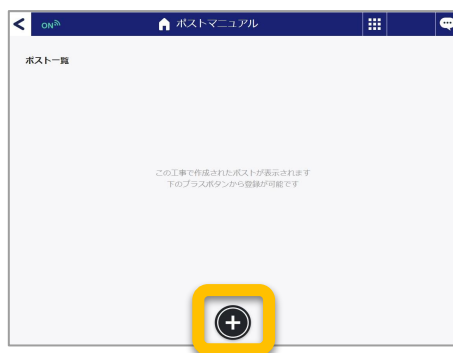 ON
ポストマニュアル
ポスト一覧
この工事で作成されたポストが表示されます
下のプラスボタンから登録が可能です